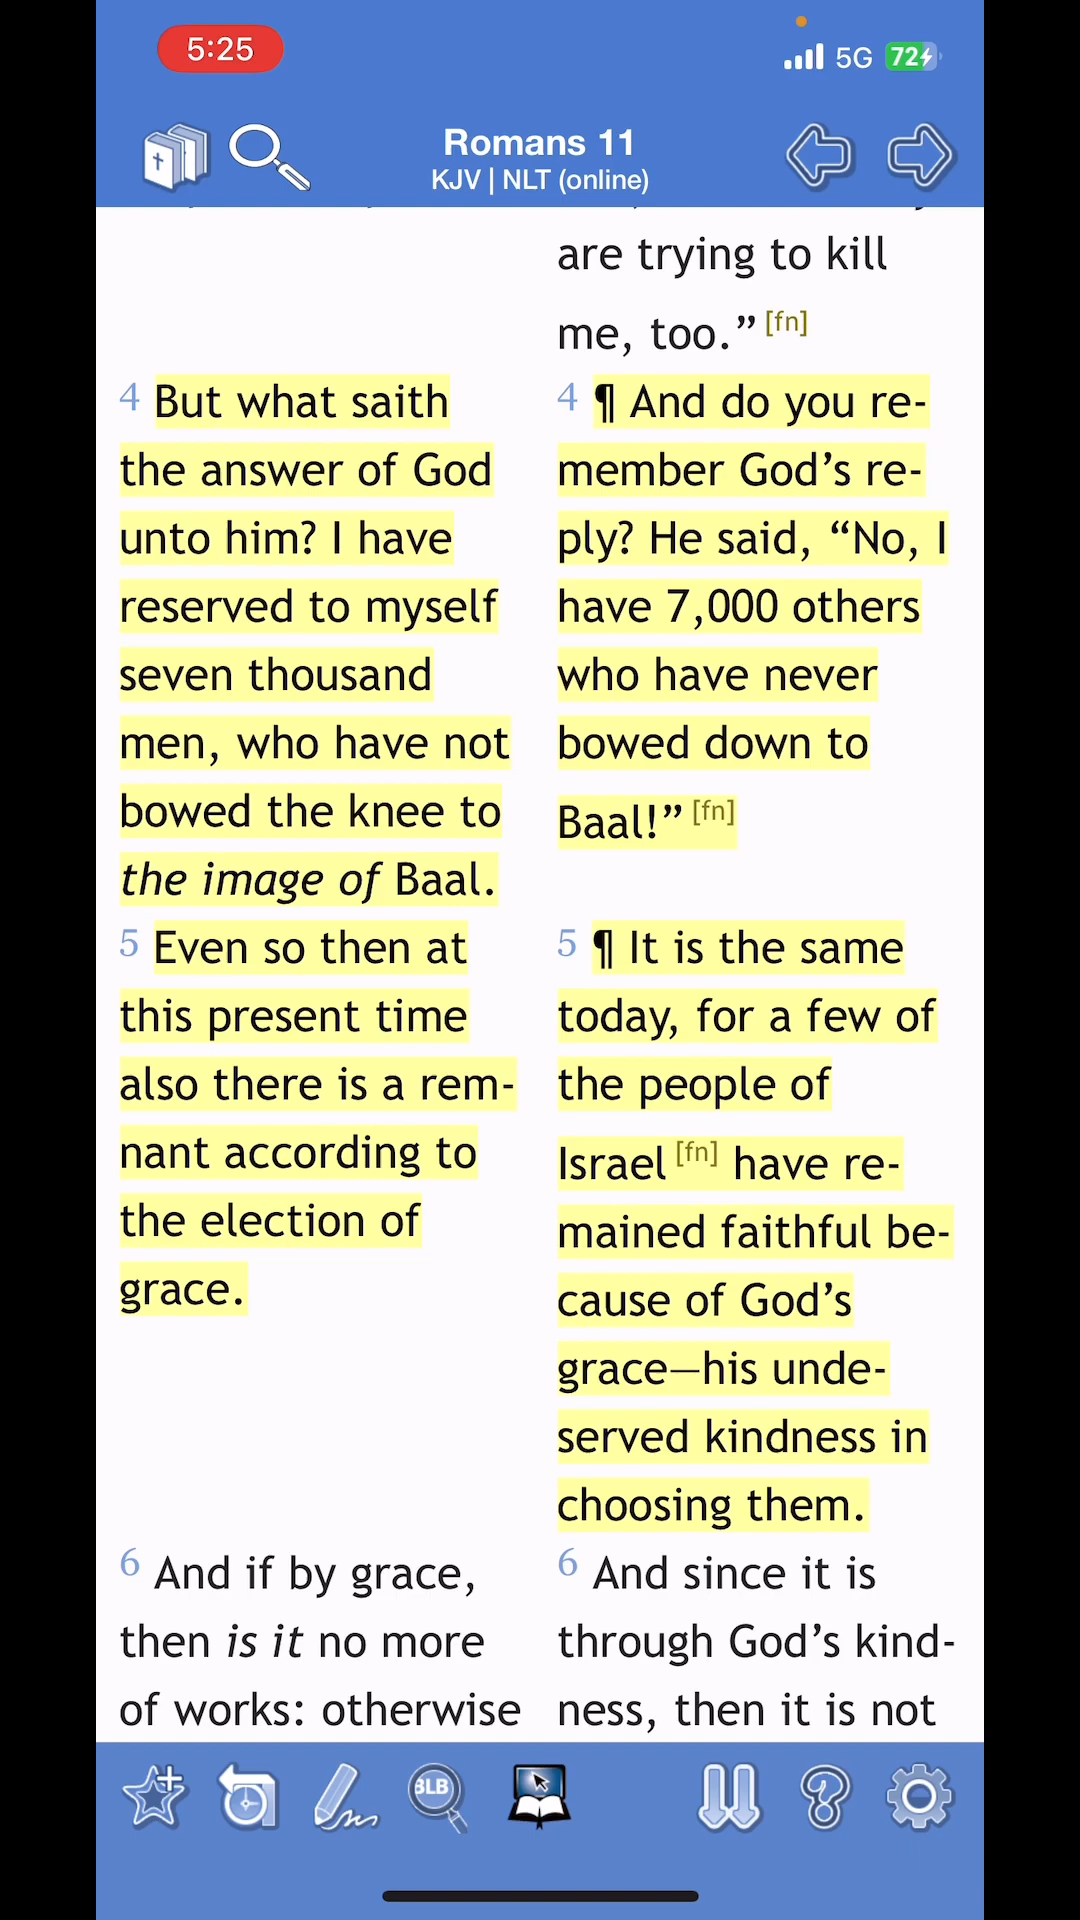 5:25
5G 72
Romans 11
KJV | NLT (online)
are trying to kill
me, too.” [fn]
4 But what saith
the answer of God
unto him? I have
reserved to myself
seven thousand
men, who have not
bowed the knee to
the image of Baal.
4 ¶ And do you re-
member God’s re-
ply? He said, “No, I
have 7,000 others
who have never
bowed down to
Baal!” [fn]
5 Even so then at
this present time
also there is a rem-
nant according to
the election of
grace.
5 ¶ It is the same
today, for a few of
the people of
Israel [fn] have re-
mained faithful be-
cause of God’s
grace—his unde-
served kindness in
choosing them.
6 And if by grace,
then is it no more
of works: otherwise
6 And since it is
through God’s kind-
ness, then it is not
BLB